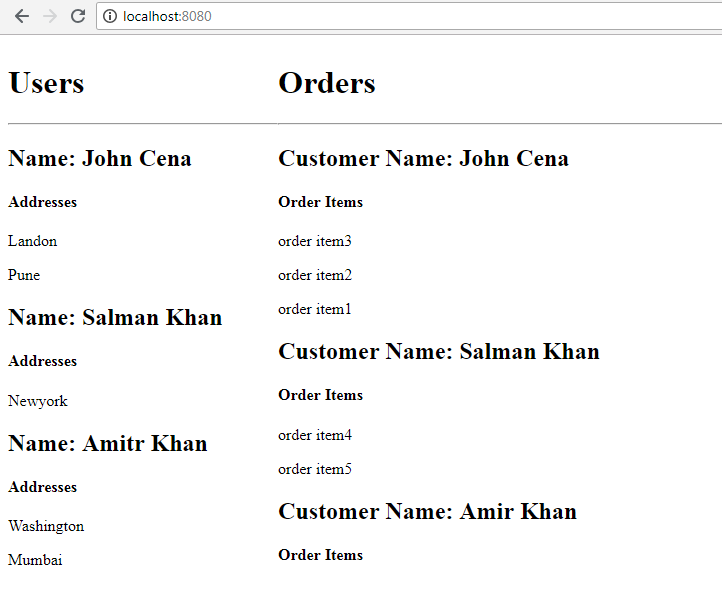 localhost:8080
Users
Name: John Cena
Addresses
Landon
Pune
Name: Salman Khan
Addresses
Newyork
Name: Amitr Khan
Addresses
Washington
Mumbai
Orders
Customer Name: John Cena
Order Items
order item3
order item2
order item1
Customer Name: Salman Khan
Order Items
order item4
order item5
Customer Name: Amir Khan
Order Items